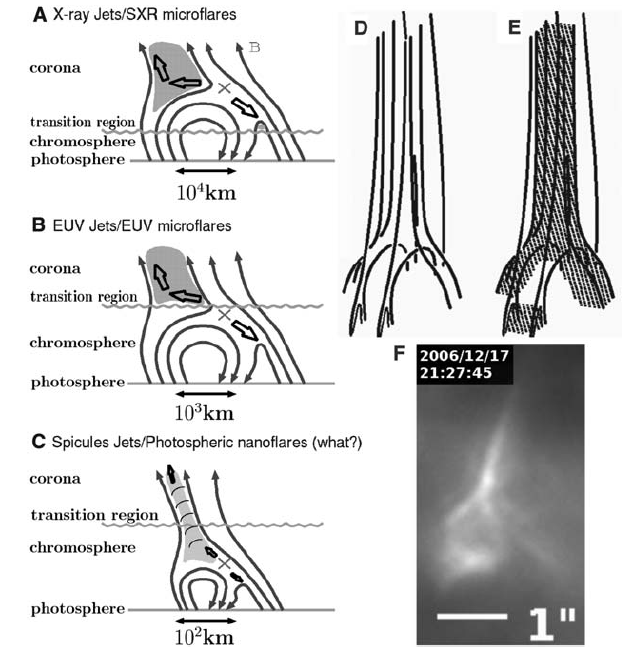 A X-ray Jets/SXR microflares
B
corona
transition region
chromosphere
photosphere
10⁴km
B EUV Jets/EUV microflares
corona
transition region
chromosphere
photosphere
10³km
C Spicules Jets/Photospheric nanoflares (what?)
corona
transition region
chromosphere
photosphere
10²km
D
E
F
2006/12/17
21:27:45
1"